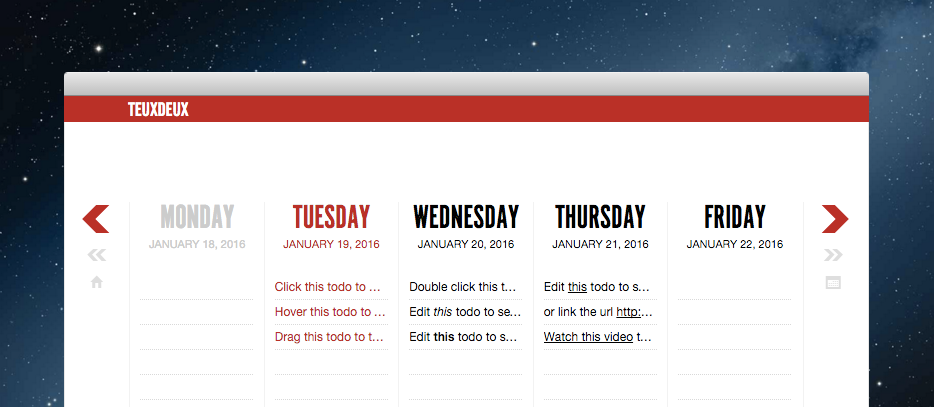 TEUXDEUX
MONDAY
JANUARY 18, 2016
TUESDAY
JANUARY 19, 2016
Click this todo to ...
Hover this todo to ...
Drag this todo to t...
WEDNESDAY
JANUARY 20, 2016
Double click this t...
Edit this todo to se...
Edit this todo to s...
THURSDAY
JANUARY 21, 2016
Edit this todo to s...
or link the url http:...
Watch this video t...
FRIDAY
JANUARY 22, 2016